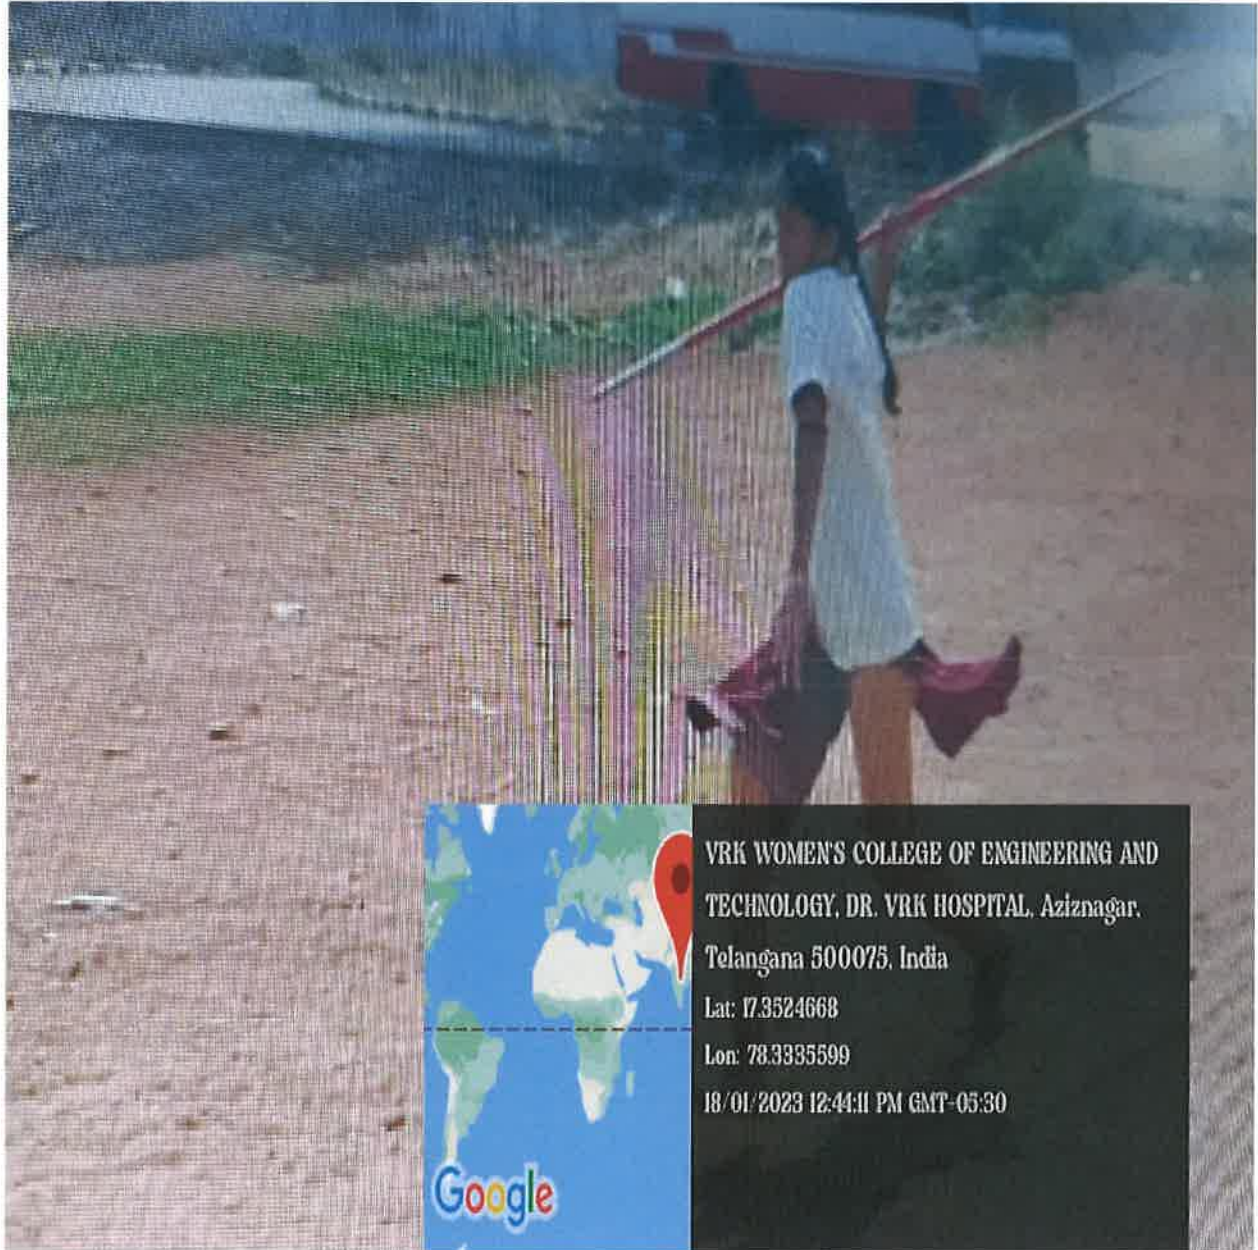 VRK WOMEN'S COLLEGE OF ENGINEERING AND
TECHNOLOGY, DR. VRK HOSPITAL, Aziznagar,
Telangana 500075, India
Lat: 17.3524668
Lon: 78.3335599
18/01/2023 12:44:11 PM GMT-05:30
Google